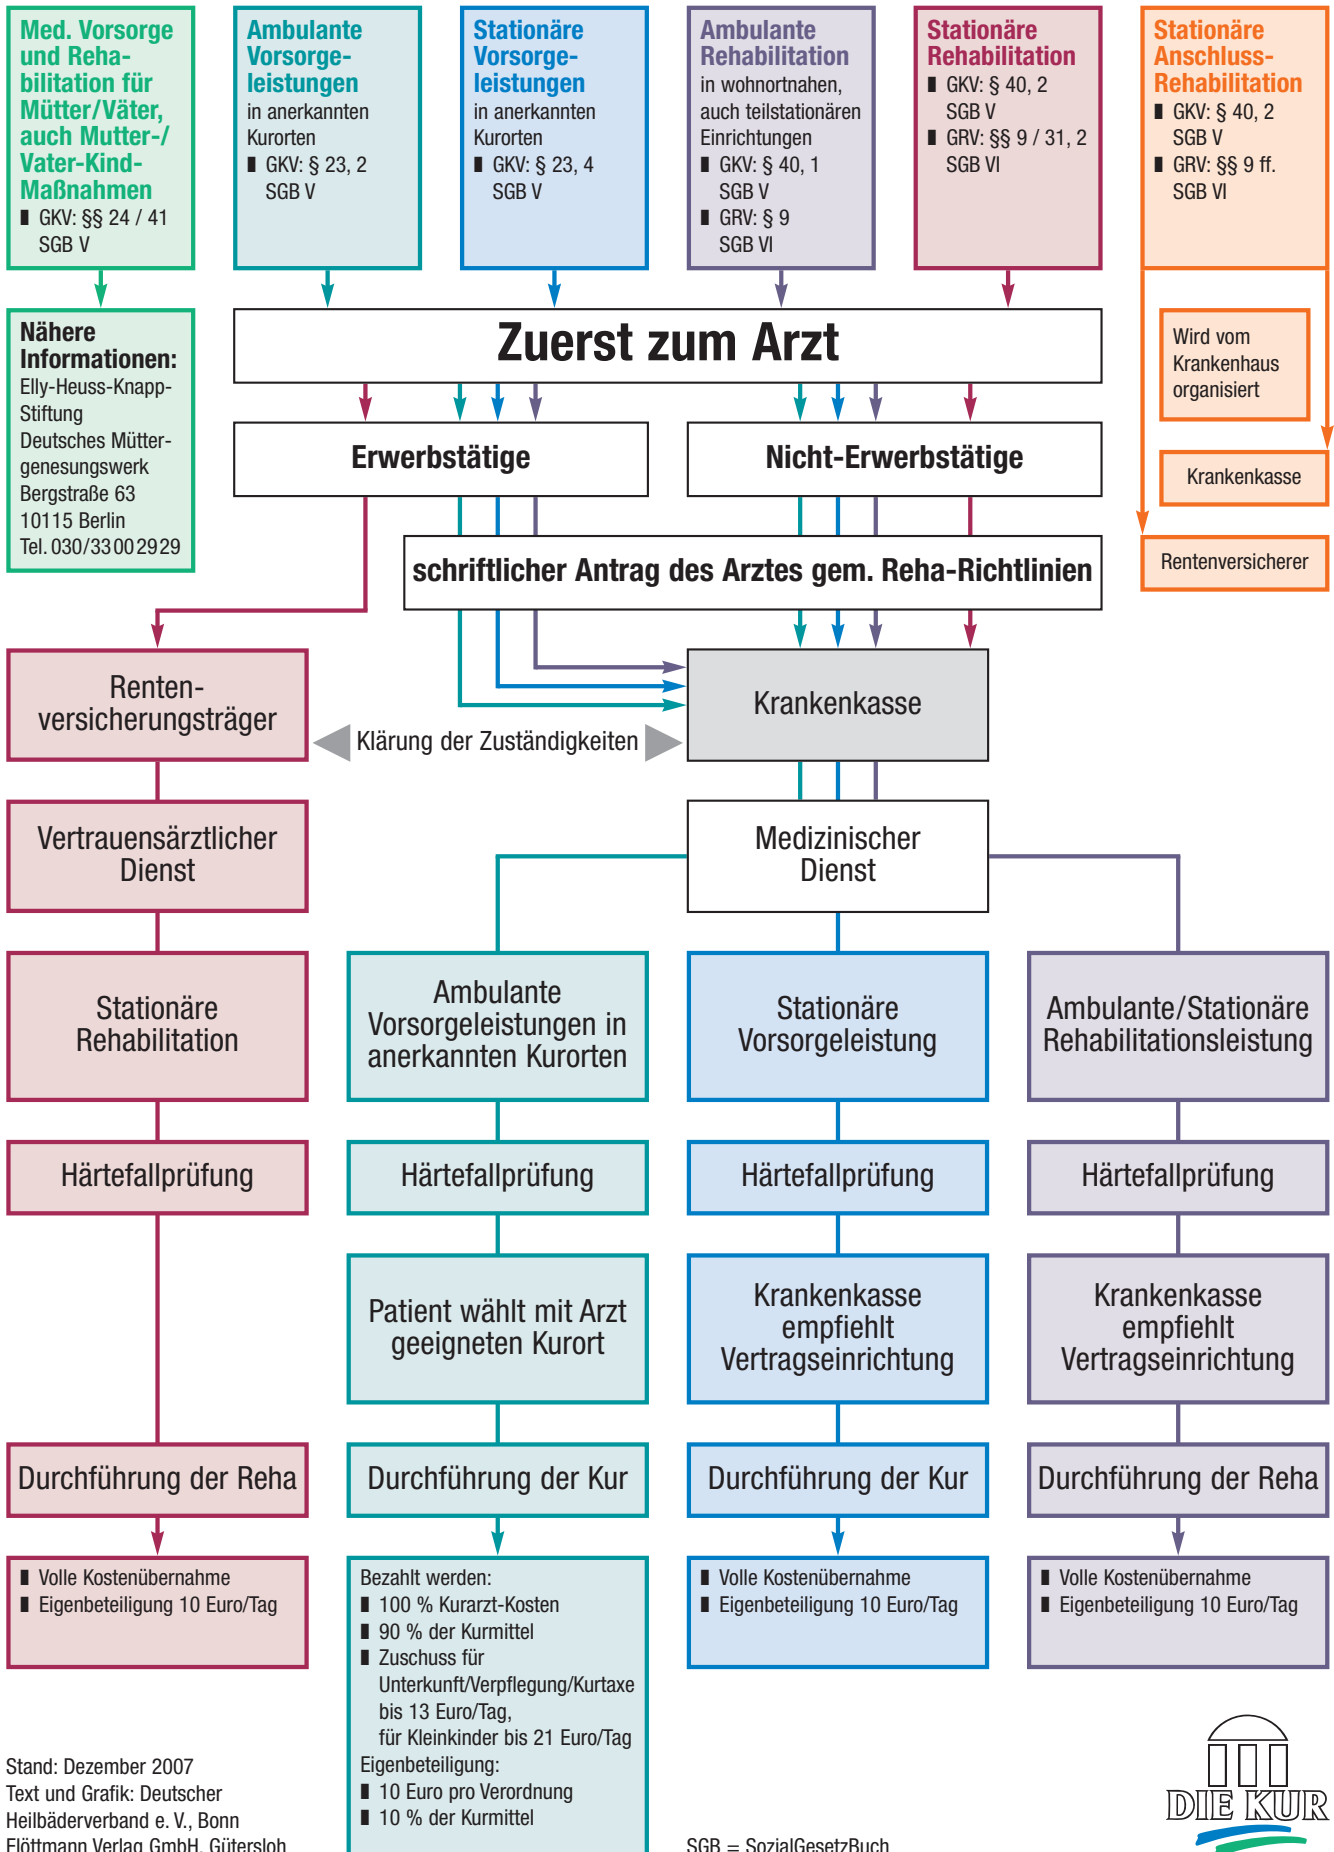 Med. Vorsorge
und Reha-
bilitation für
Mütter/Väter,
auch Mutter-/
Vater-Kind-
Maßnahmen
GKV: §§ 24 / 41
SGB V
Ambulante
Vorsorge-
leistungen
in anerkannten
Kurorten
GKV: § 23, 2
SGB V
Stationäre
Vorsorge-
leistungen
in anerkannten
Kurorten
GKV: § 23, 4
SGB V
Ambulante
Rehabilitation
in wohnortnahen,
auch teilstationären
Einrichtungen
GKV: § 40, 1
SGB V
GRV: § 9
SGB VI
Stationäre
Rehabilitation
GKV: § 40, 2
SGB V
GRV: §§ 9 / 31, 2
SGB VI
Stationäre
Anschluss-
Rehabilitation
GKV: § 40, 2
SGB V
GRV: §§ 9 ff.
SGB VI
Nähere
Informationen:
Elly-Heuss-Knapp-
Stiftung
Deutsches Mütter-
genesungswerk
Bergstraße 63
10115 Berlin
Tel. 030/33 00 29 29
Zuerst zum Arzt
Wird vom
Krankenhaus
organisiert
Erwerbstätige
Nicht-Erwerbstätige
Krankenkasse
schriftlicher Antrag des Arztes gem. Reha-Richtlinien
Rentenversicherer
Renten-
versicherungsträger
Klärung der Zuständigkeiten
Krankenkasse
Vertrauensärztlicher
Dienst
Medizinischer
Dienst
Stationäre
Rehabilitation
Ambulante
Vorsorgeleistungen in
anerkannten Kurorten
Stationäre
Vorsorgeleistung
Ambulante/Stationäre
Rehabilitationsleistung
Härtefallprüfung
Härtefallprüfung
Härtefallprüfung
Härtefallprüfung
Patient wählt mit Arzt
geeigneten Kurort
Krankenkasse
empfiehlt
Vertragseinrichtung
Krankenkasse
empfiehlt
Vertragseinrichtung
Durchführung der Reha
Durchführung der Kur
Durchführung der Kur
Durchführung der Reha
Volle Kostenübernahme
Eigenbeteiligung 10 Euro/Tag
Bezahlt werden:
100 % Kurarzt-Kosten
90 % der Kurmittel
Zuschuss für
Unterkunft/Verpflegung/Kurtaxe
bis 13 Euro/Tag,
für Kleinkinder bis 21 Euro/Tag
Eigenbeteiligung:
10 Euro pro Verordnung
10 % der Kurmittel
Volle Kostenübernahme
Eigenbeteiligung 10 Euro/Tag
Volle Kostenübernahme
Eigenbeteiligung 10 Euro/Tag
Stand: Dezember 2007
Text und Grafik: Deutscher
Heilbäderverband e. V., Bonn
Flöttmann Verlag GmbH, Gütersloh
SGB = SozialGesetzBuch
DIE KUR